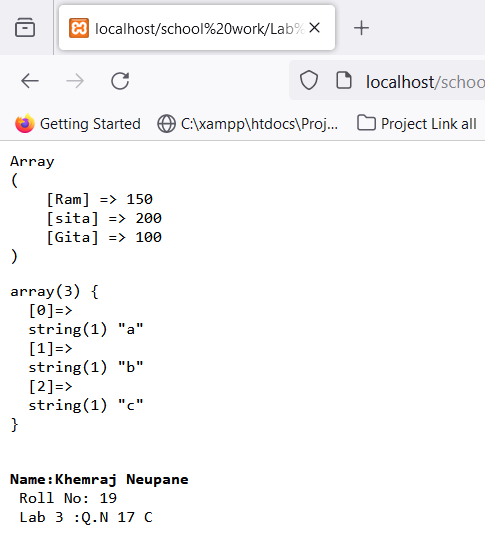 localhost/school%20work/Lab%
localhost/schoo
Getting Started C:\xampp\htdocs\Proj... Project Link all
Array
(
    [Ram] => 150
    [sita] => 200
    [Gita] => 100
)
array(3) {
  [0]=>
  string(1) "a"
  [1]=>
  string(1) "b"
  [2]=>
  string(1) "c"
}
Name:Khemraj Neupane
 Roll No: 19
 Lab 3 :Q.N 17 C